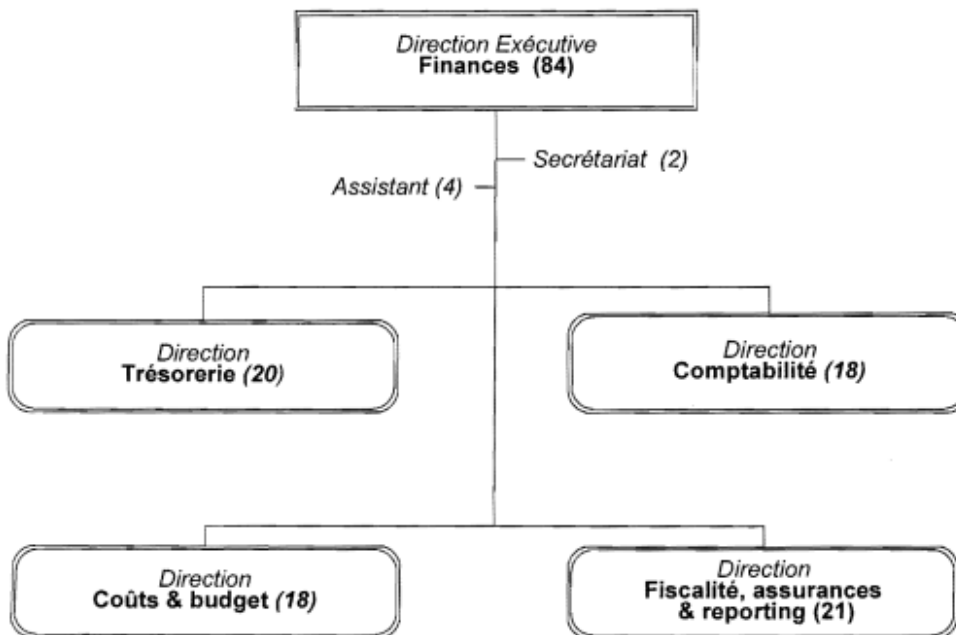 Direction Exécutive
Finances (84)
Secrétariat (2)
Assistant (4)
Direction
Trésorerie (20)
Direction
Comptabilité (18)
Direction
Coûts & budget (18)
Direction
Fiscalité, assurances
& reporting (21)